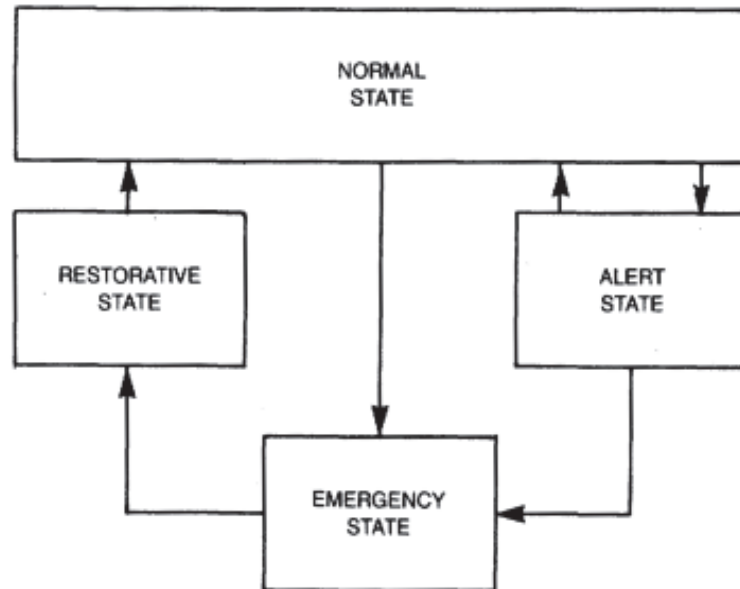 NORMAL
STATE
RESTORATIVE
STATE
ALERT
STATE
EMERGENCY
STATE